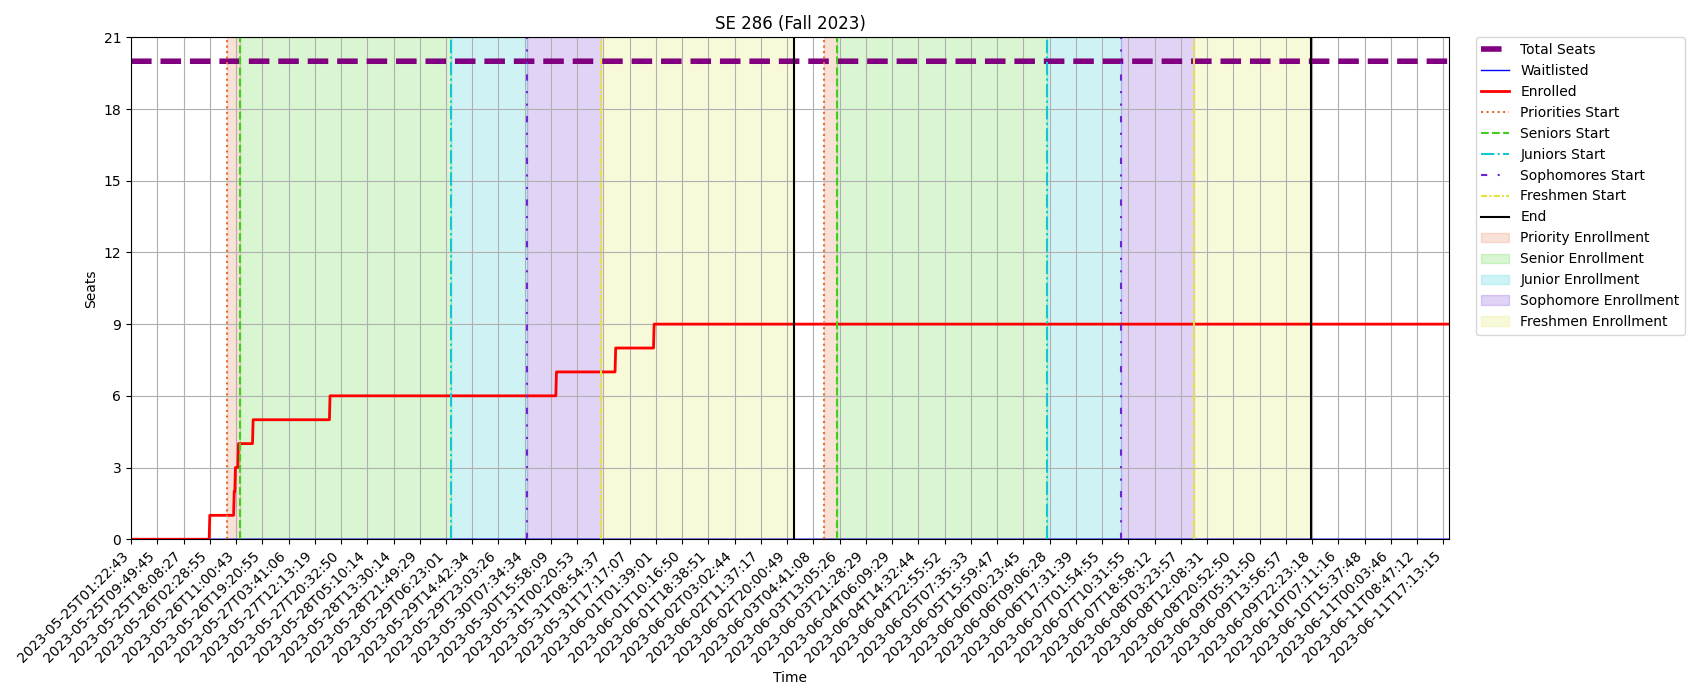 SE 286 (Fall 2023)
21
18
15
12
9
6
3
0
Seats
2023-05-25T01:22:43
2023-05-25T09:49:45
2023-05-25T18:08:27
2023-05-26T02:28:55
2023-05-26T11:00:43
2023-05-26T19:20:55
2023-05-27T03:41:06
2023-05-27T12:13:19
2023-05-27T20:32:50
2023-05-28T05:10:14
2023-05-28T13:30:14
2023-05-28T21:49:29
2023-05-29T06:23:01
2023-05-29T14:42:34
2023-05-29T23:03:26
2023-05-30T07:34:34
2023-05-30T15:58:09
2023-05-31T00:20:53
2023-05-31T08:54:37
2023-05-31T17:17:07
2023-06-01T01:39:01
2023-06-01T10:16:50
2023-06-01T18:38:51
2023-06-02T03:02:44
2023-06-02T11:37:17
2023-06-02T20:00:49
2023-06-03T04:41:08
2023-06-03T13:05:26
2023-06-03T21:28:29
2023-06-04T06:09:29
2023-06-04T14:32:44
2023-06-04T22:55:52
2023-06-05T07:35:33
2023-06-05T15:59:47
2023-06-06T00:23:45
2023-06-06T09:06:28
2023-06-06T17:31:39
2023-06-07T01:54:55
2023-06-07T10:31:55
2023-06-07T18:58:12
2023-06-08T03:23:57
2023-06-08T12:08:31
2023-06-08T20:52:50
2023-06-09T05:31:50
2023-06-09T13:56:57
2023-06-09T22:23:18
2023-06-10T07:11:16
2023-06-10T15:37:48
2023-06-11T00:03:46
2023-06-11T08:47:12
2023-06-11T17:13:15
Time
Total Seats
Waitlisted
Enrolled
Priorities Start
Seniors Start
Juniors Start
Sophomores Start
Freshmen Start
End
Priority Enrollment
Senior Enrollment
Junior Enrollment
Sophomore Enrollment
Freshmen Enrollment